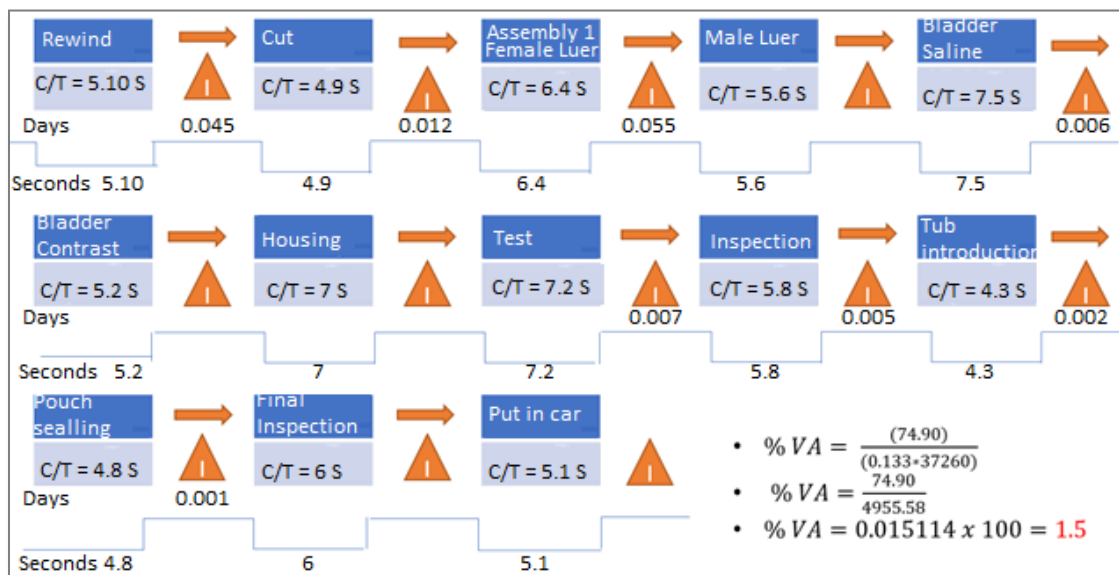 Rewind
Cut
Assembly 1
Female Luer
Male Luer
Bladder
Saline
C/T = 5.10 S
C/T = 4.9 S
C/T = 6.4 S
C/T = 5.6 S
C/T = 7.5 S
I I I I I
Days 0.045 0.012 0.055 0.006
Seconds 5.10 4.9 6.4 5.6 7.5
Bladder
Contrast
Housing
Test
Inspection
Tub
introduction
C/T = 5.2 S
C/T = 7 S
C/T = 7.2 S
C/T = 5.8 S
C/T = 4.3 S
I I I I I
Days 0.007 0.005 0.002
Seconds 5.2 7 7.2 5.8 4.3
Pouch
sealling
Final
Inspection
Put in car
C/T = 4.8 S
C/T = 6 S
C/T = 5.1 S
I I I I
Days 0.001
Seconds 4.8 6 5.1
• % VA = (74.90) / (0.133*37260)
• % VA = 74.90 / 4955.58
• % VA = 0.015114 x 100 = 1.5